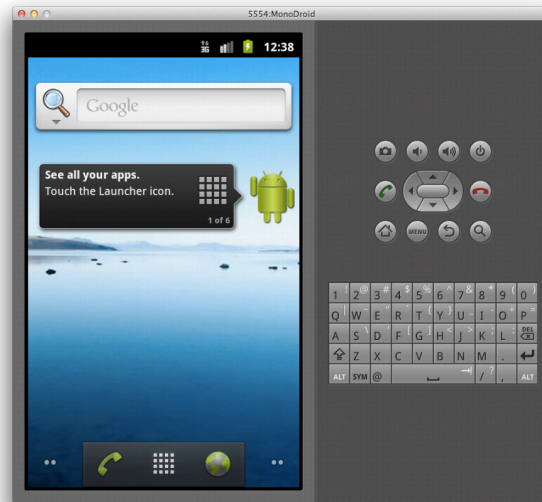 5554:MonoDroid
3G 12:38
Google
See all your apps.
Touch the Launcher icon.
1 of 6
MENU
1 ! 2 @ 3 # 4 $ 5 % 6 ^ 7 & 8 * 9 ( 0 )
Q | W ~ E " R ` T { Y } U _ I - O + P =
A S \ D ' F [ G ] H < J > K ; L : DEL
Z X C V B N M .
ALT SYM @ / ? , ALT